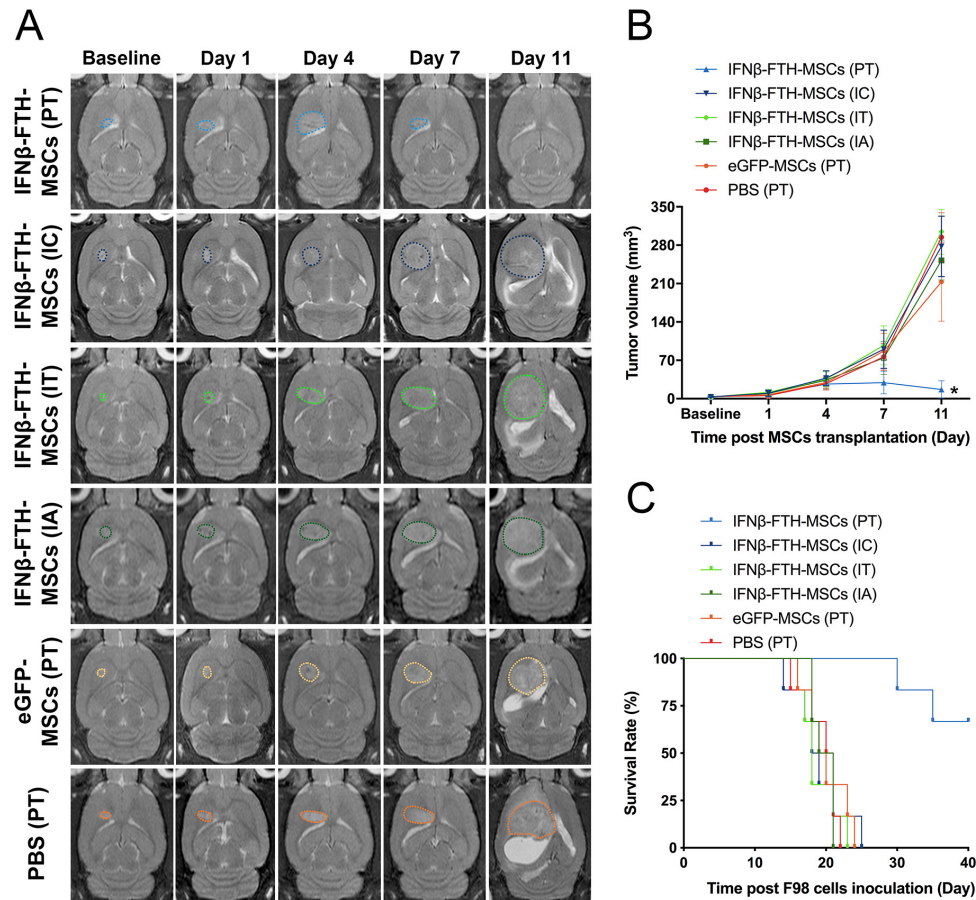 A
Baseline Day 1 Day 4 Day 7 Day 11
IFNβ-FTH-
MSCs (PT)
IFNβ-FTH-
MSCs (IC)
IFNβ-FTH-
MSCs (IT)
IFNβ-FTH-
MSCs (IA)
eGFP-
MSCs (PT)
PBS (PT)
B
IFNβ-FTH-MSCs (PT)
IFNβ-FTH-MSCs (IC)
IFNβ-FTH-MSCs (IT)
IFNβ-FTH-MSCs (IA)
eGFP-MSCs (PT)
PBS (PT)
Tumor volume (mm³)
350
280
210
140
70
0
*
Baseline 1 4 7 11
Time post MSCs transplantation (Day)
C
IFNβ-FTH-MSCs (PT)
IFNβ-FTH-MSCs (IC)
IFNβ-FTH-MSCs (IT)
IFNβ-FTH-MSCs (IA)
eGFP-MSCs (PT)
PBS (PT)
Survival Rate (%)
100
75
50
25
0
0 10 20 30 40
Time post F98 cells inoculation (Day)